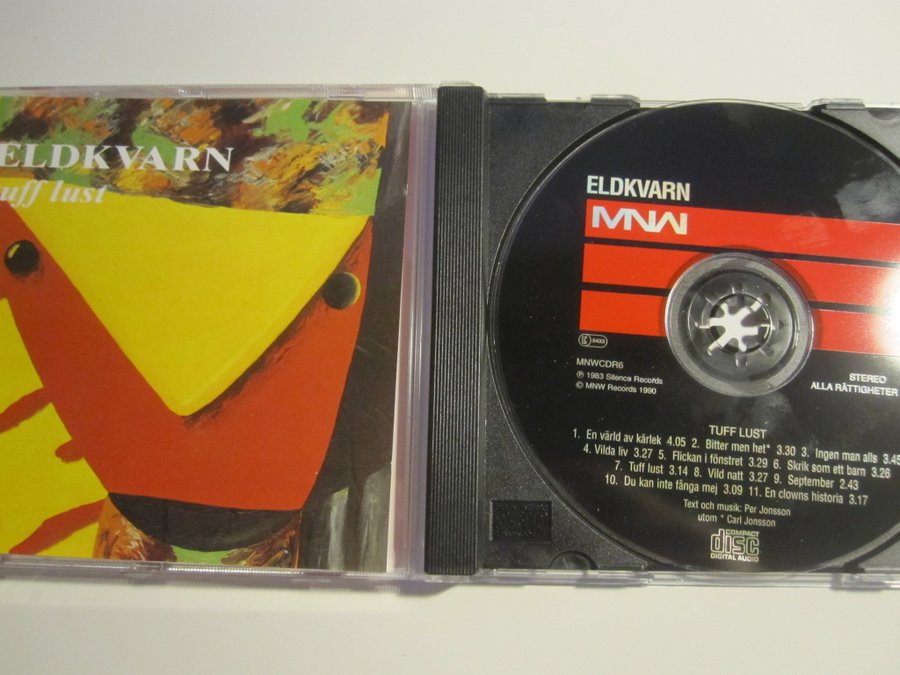 ELDKVARN
uff lust
ELDKVARN
MNW
LC 0433
MNWCDR6
℗ 1983 Silence Records
© MNW Records 1990
STEREO
ALLA RÄTTIGHETER
TUFF LUST
1. En värld av kärlek 4.05 2. Bitter men het* 3.30 3. Ingen man alls 3.45
4. Vilda liv 3.27 5. Flickan i fönstret 3.29 6. Skrik som ett barn 3.26
7. Tuff lust 3.14 8. Vild natt 3.27 9. September 2.43
10. Du kan inte fånga mej 3.09 11. En clowns historia 3.17
Text och musik: Per Jonsson
utom * Carl Jonsson
COMPACT
disc
DIGITAL AUDIO